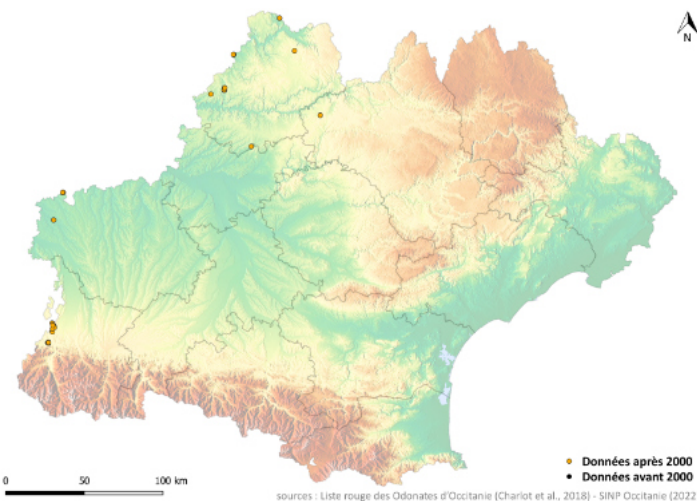 N
Données après 2000
Données avant 2000
0 50 100 km
sources : Liste rouge des Odonates d'Occitanie (Charlot et al., 2018) - SINP Occitanie (2022